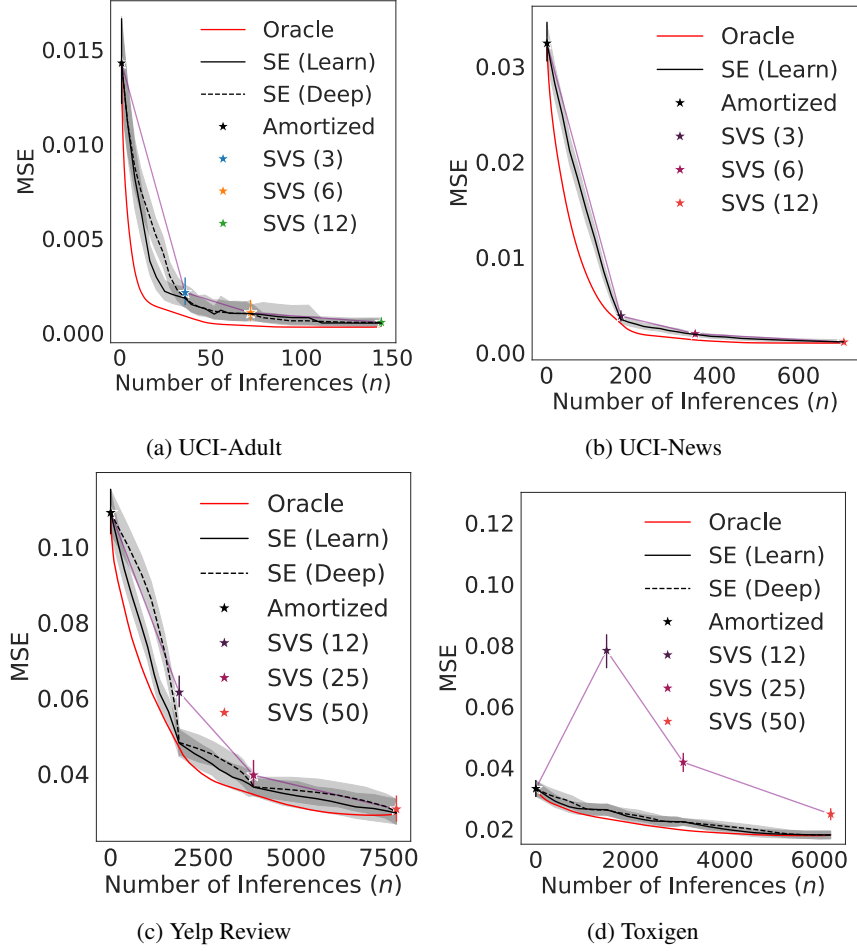 0.015
0.010
0.005
0.000
MSE
Oracle
SE (Learn)
SE (Deep)
Amortized
SVS (3)
SVS (6)
SVS (12)
0 50 100 150
Number of Inferences (n)
(a) UCI-Adult
0.03
0.02
0.01
0.00
MSE
Oracle
SE (Learn)
Amortized
SVS (3)
SVS (6)
SVS (12)
0 200 400 600
Number of Inferences (n)
(b) UCI-News
0.10
0.08
0.06
0.04
MSE
Oracle
SE (Learn)
SE (Deep)
Amortized
SVS (12)
SVS (25)
SVS (50)
0 2500 5000 7500
Number of Inferences (n)
(c) Yelp Review
0.12
0.10
0.08
0.06
0.04
0.02
MSE
Oracle
SE (Learn)
SE (Deep)
Amortized
SVS (12)
SVS (25)
SVS (50)
0 2000 4000 6000
Number of Inferences (n)
(d) Toxigen